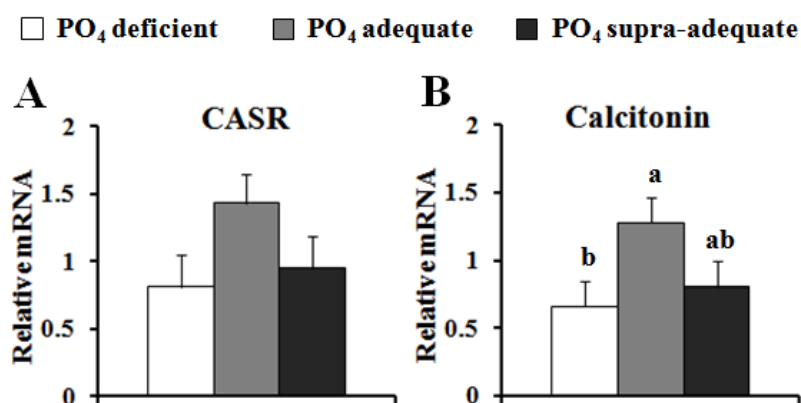 PO₄ deficient PO₄ adequate PO₄ supra-adequate
A
CASR
Relative mRNA
2
1.5
1
0.5
0
B
Calcitonin
Relative mRNA
2
1.5
1
0.5
0
b
a
ab